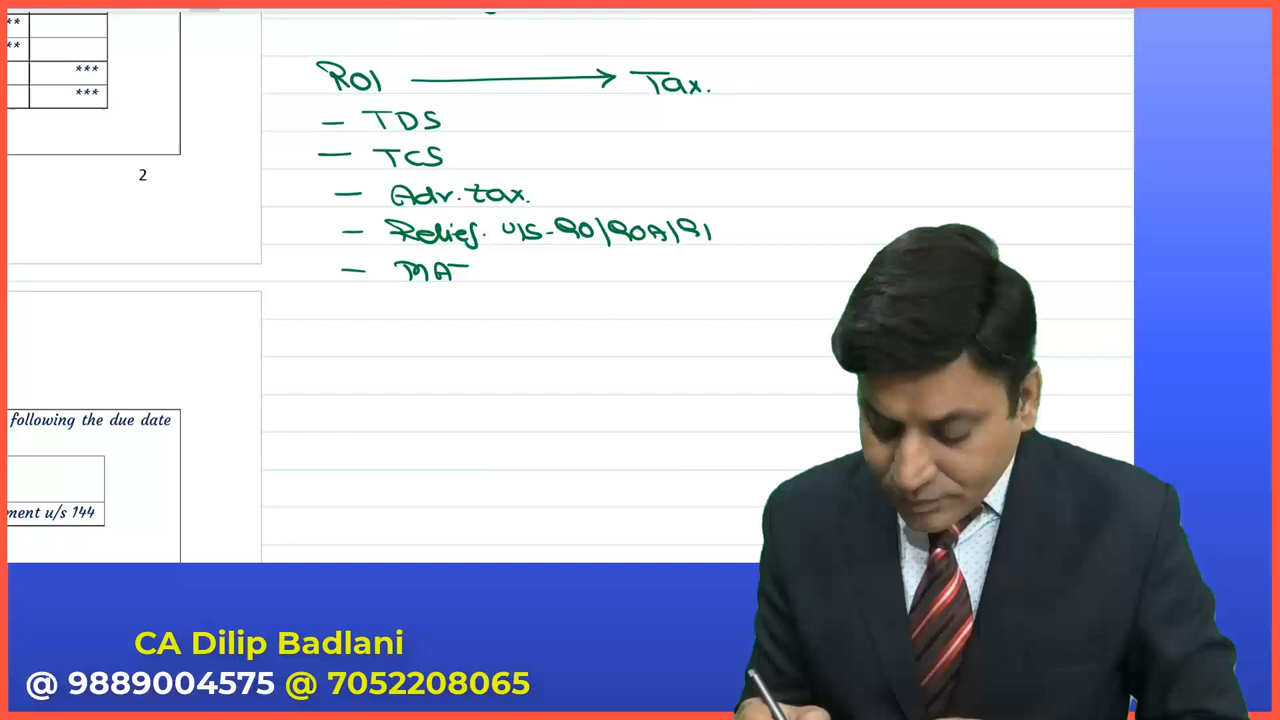 **
**
***
***
2
ROI → Tax.
- TDS
- TCS
- Adv. tax.
- Relief. U/S-90/90A/91
- MAT
following the due date
ment u/s 144
CA Dilip Badlani
@ 9889004575 @ 7052208065